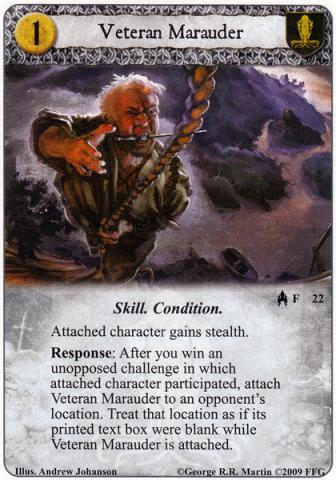 1
Veteran Marauder
F 22
Skill. Condition.
Attached character gains stealth.
Response: After you win an
unopposed challenge in which
attached character participated, attach
Veteran Marauder to an opponent's
location. Treat that location as if its
printed text box were blank while
Veteran Marauder is attached.
Illus. Andrew Johanson ©George R.R. Martin ©2009 FFG